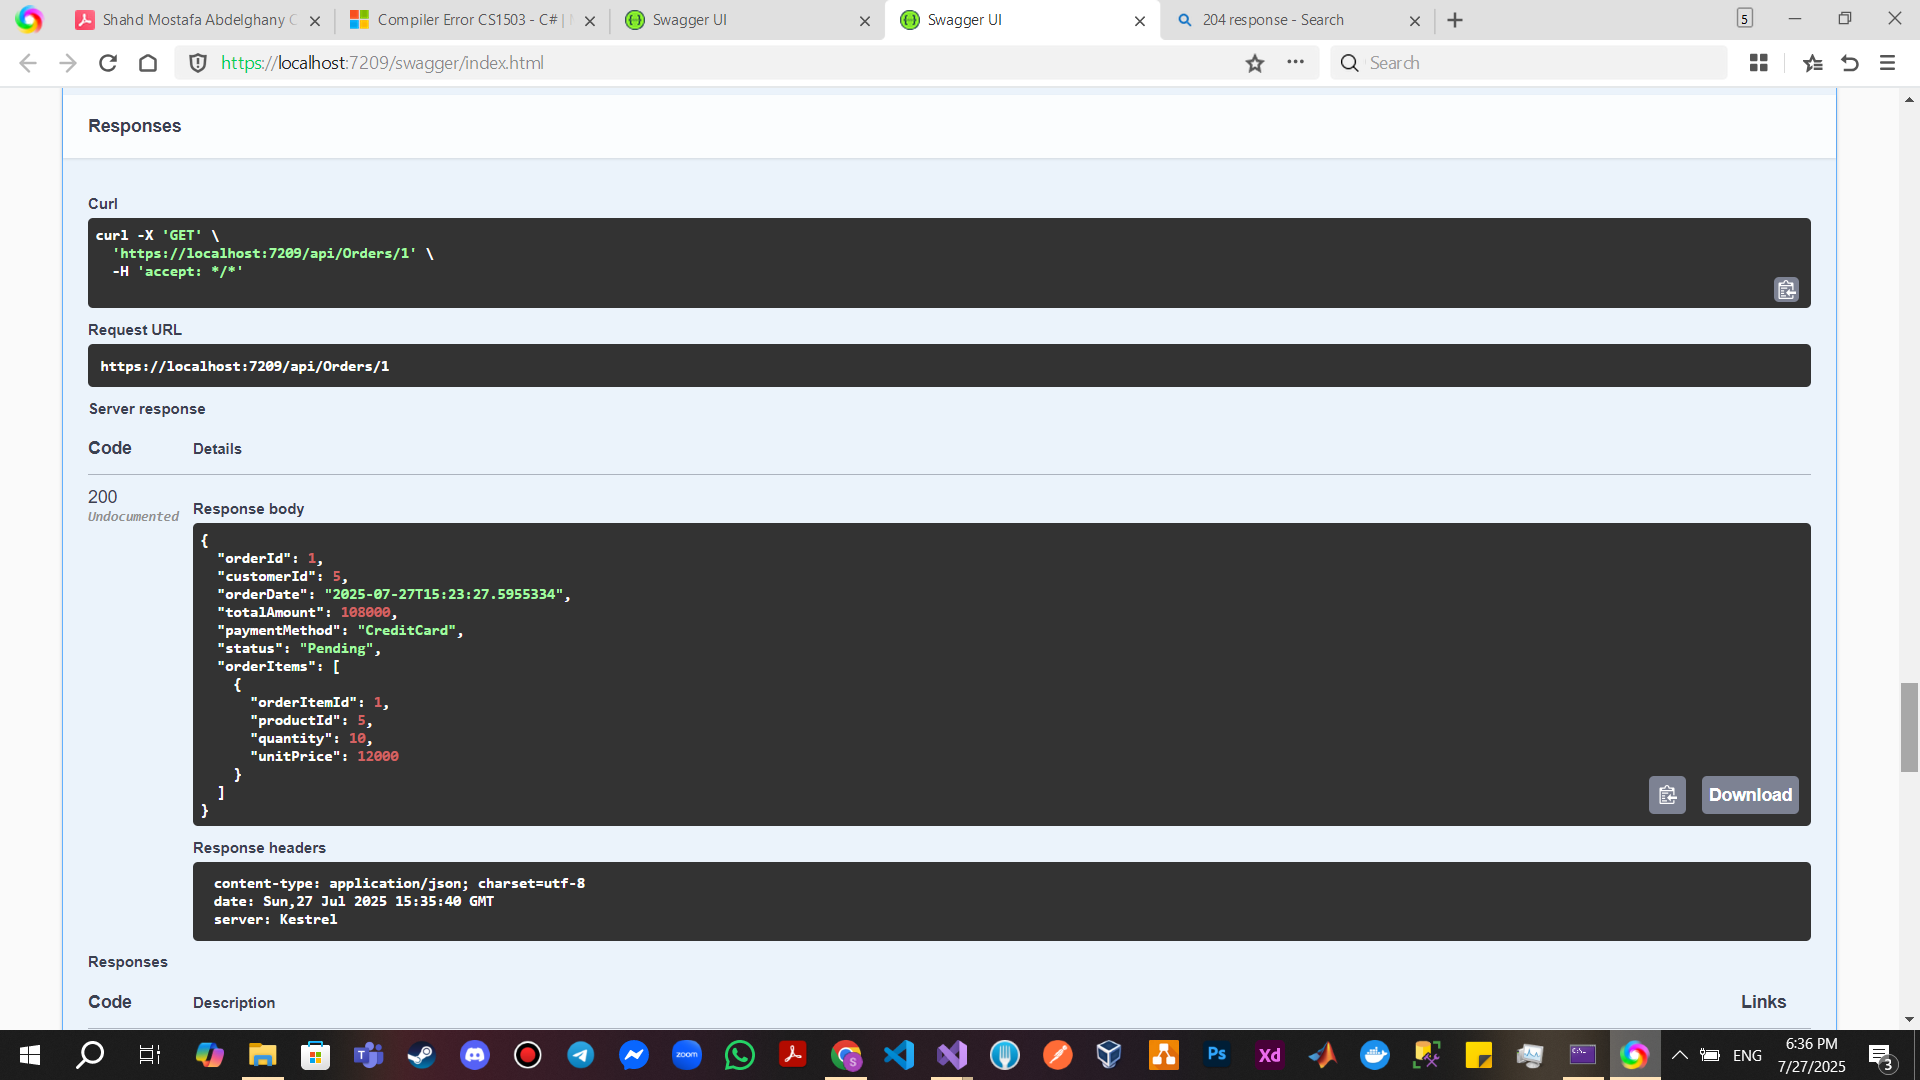 Shahd Mostafa Abdelghany C
Compiler Error CS1503 - C# |
Swagger UI
Swagger UI
204 response - Search
5
https://localhost:7209/swagger/index.html
Search
Responses
Curl
curl -X 'GET' \
'https://localhost:7209/api/Orders/1' \
-H 'accept: */*'
Request URL
https://localhost:7209/api/Orders/1
Server response
Code Details
200
Undocumented
Response body
{
"orderId": 1,
"customerId": 5,
"orderDate": "2025-07-27T15:23:27.5955334",
"totalAmount": 108000,
"paymentMethod": "CreditCard",
"status": "Pending",
"orderItems": [
{
"orderItemId": 1,
"productId": 5,
"quantity": 10,
"unitPrice": 12000
}
]
}
Download
Response headers
content-type: application/json; charset=utf-8
date: Sun,27 Jul 2025 15:35:40 GMT
server: Kestrel
Responses
Code Description Links
zoom
S
Ps
Xd
ENG
6:36 PM
7/27/2025
3